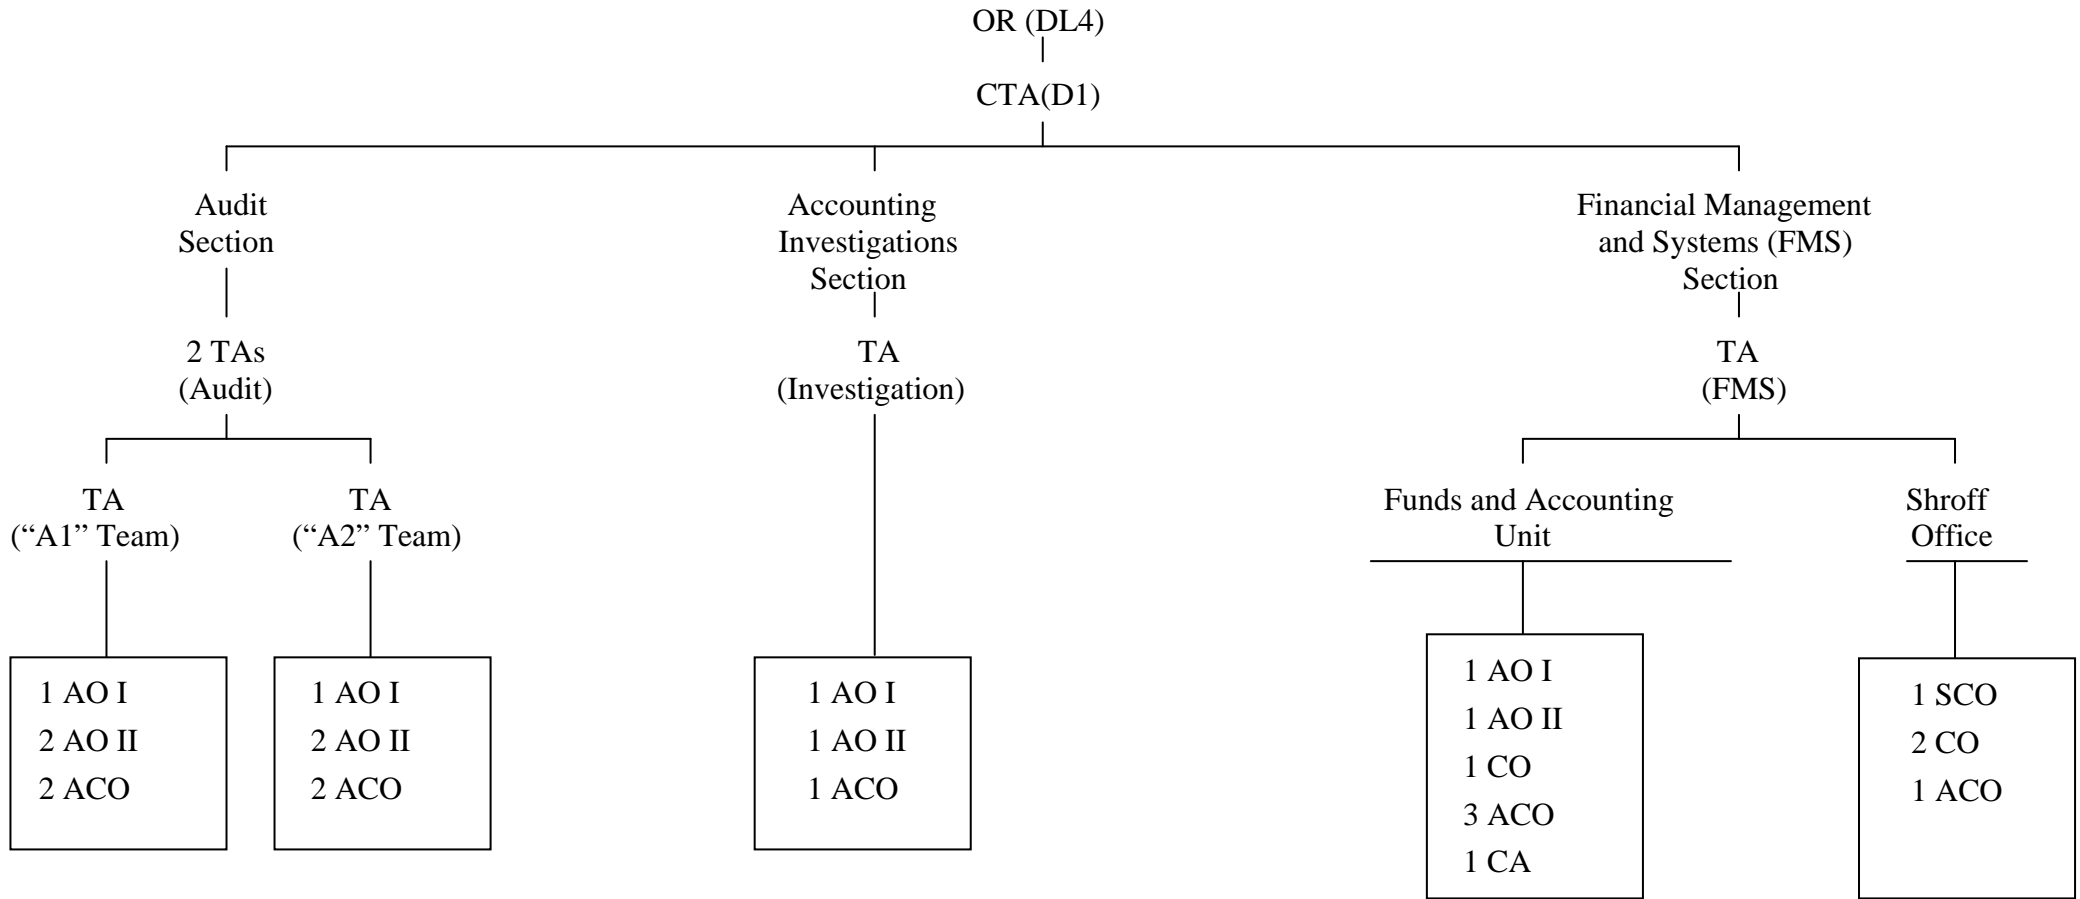 OR (DL4)
CTA(D1)
Audit
Section
Accounting
Investigations
Section
Financial Management
and Systems (FMS)
Section
2 TAs
(Audit)
TA
(Investigation)
TA
(FMS)
TA
(“A1” Team)
TA
(“A2” Team)
Funds and Accounting
Unit
Shroff
Office
1 AO I
2 AO II
2 ACO
1 AO I
2 AO II
2 ACO
1 AO I
1 AO II
1 ACO
1 AO I
1 AO II
1 CO
3 ACO
1 CA
1 SCO
2 CO
1 ACO